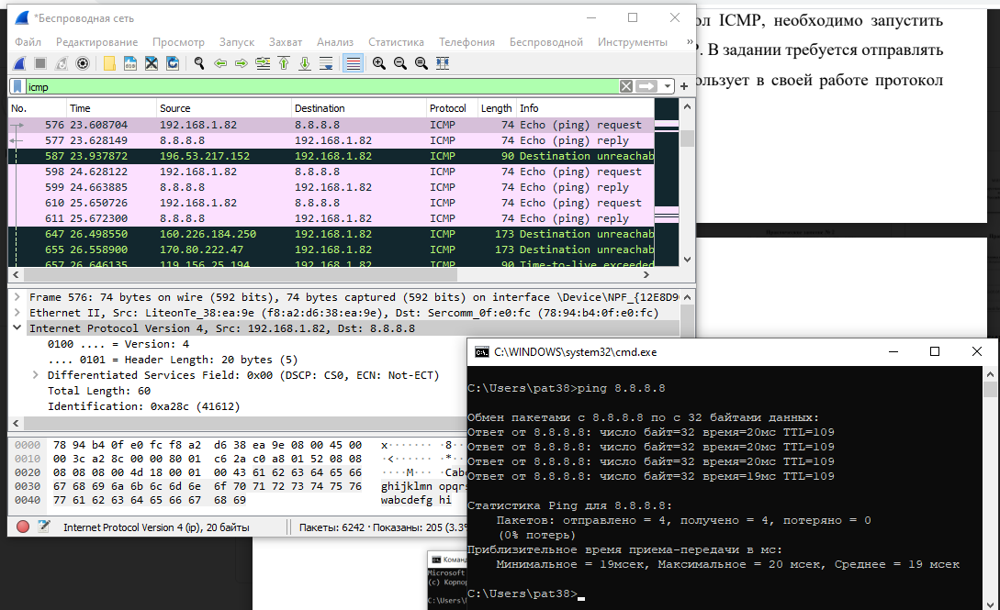 *Беспроводная сеть
Файл Редактирование Просмотр Запуск Захват Анализ Статистика Телефония Беспроводной Инструменты »
ол ICMP, необходимо запустить
P. В задании требуется отправлять
ользует в своей работе протокол
icmp
No. Time Source Destination Protocol Length Info
576 23.608704 192.168.1.82 8.8.8.8 ICMP 74 Echo (ping) request
577 23.628149 8.8.8.8 192.168.1.82 ICMP 74 Echo (ping) reply
587 23.937872 196.53.217.152 192.168.1.82 ICMP 90 Destination unreachab
598 24.628122 192.168.1.82 8.8.8.8 ICMP 74 Echo (ping) request
599 24.663885 8.8.8.8 192.168.1.82 ICMP 74 Echo (ping) reply
610 25.650726 192.168.1.82 8.8.8.8 ICMP 74 Echo (ping) request
611 25.672300 8.8.8.8 192.168.1.82 ICMP 74 Echo (ping) reply
647 26.498550 160.226.184.250 192.168.1.82 ICMP 173 Destination unreachab
655 26.558900 170.80.222.47 192.168.1.82 ICMP 173 Destination unreachab
657 26.646135 119.156.25.194 192.168.1.82 ICMP 90 Time-to-live exceeded
Frame 576: 74 bytes on wire (592 bits), 74 bytes captured (592 bits) on interface \Device\NPF_{12E8D9
Ethernet II, Src: LiteonTe_38:ea:9e (f8:a2:d6:38:ea:9e), Dst: Sercomm_0f:e0:fc (78:94:b4:0f:e0:fc)
Internet Protocol Version 4, Src: 192.168.1.82, Dst: 8.8.8.8
0100 .... = Version: 4
.... 0101 = Header Length: 20 bytes (5)
Differentiated Services Field: 0x00 (DSCP: CS0, ECN: Not-ECT)
Total Length: 60
Identification: 0xa28c (41612)
0000 78 94 b4 0f e0 fc f8 a2 d6 38 ea 9e 08 00 45 00 x·······8·
0010 00 3c a2 8c 00 00 80 01 c6 2a c0 a8 01 52 08 08 ·<·······*··
0020 08 08 08 00 4d 18 00 01 00 43 61 62 63 64 65 66 ····M····Cabc
0030 67 68 69 6a 6b 6c 6d 6e 6f 70 71 72 73 74 75 76 ghijklmn opqrs
0040 77 61 62 63 64 65 66 67 68 69 wabcdefg hi
Internet Protocol Version 4 (ip), 20 байты Пакеты: 6242 · Показаны: 205 (3.3%
C:\WINDOWS\system32\cmd.exe
C:\Users\pat38>ping 8.8.8.8
Обмен пакетами с 8.8.8.8 по с 32 байтами данных:
Ответ от 8.8.8.8: число байт=32 время=20мс TTL=109
Ответ от 8.8.8.8: число байт=32 время=20мс TTL=109
Ответ от 8.8.8.8: число байт=32 время=20мс TTL=109
Ответ от 8.8.8.8: число байт=32 время=19мс TTL=109
Статистика Ping для 8.8.8.8:
Пакетов: отправлено = 4, получено = 4, потеряно = 0
(0% потерь)
Приблизительное время приема-передачи в мс:
Минимальное = 19мсек, Максимальное = 20 мсек, Среднее = 19 мсек
C:\Users\pat38>
Команд
Microsoft
(c) Корпор
C:\Users\